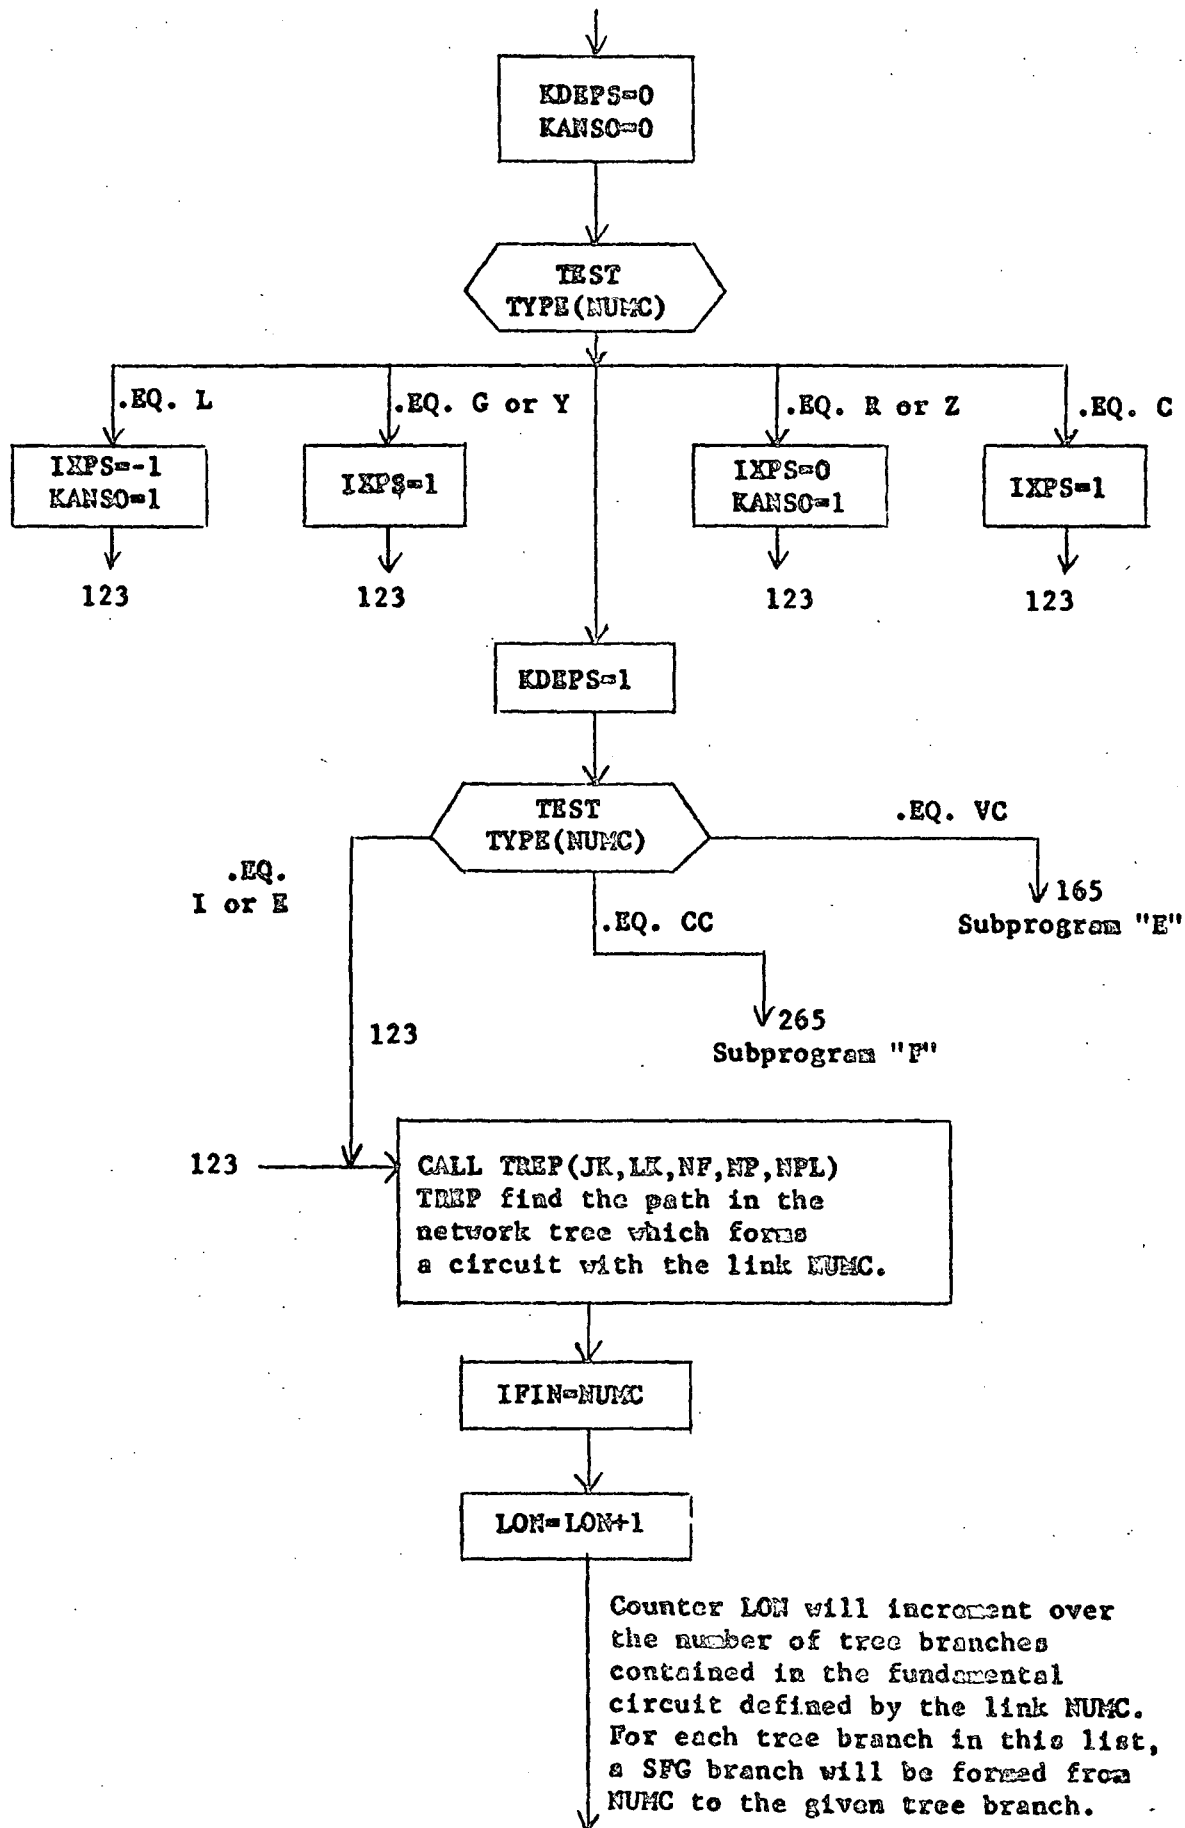 KDEPS=0
KANSO=0
TEST
TYPE(NUMC)
.EQ. L
.EQ. G or Y
.EQ. R or Z
.EQ. C
IXPS=-1
KANSO=1
IXPS=1
IXPS=0
KANSO=1
IXPS=1
123
123
123
123
KDEPS=1
TEST
TYPE(NUMC)
.EQ. VC
.EQ.
I or E
.EQ. CC
165
Subprogram "E"
123
265
Subprogram "F"
123
CALL TREP(JK,LK,NF,NP,NPL)
TREP find the path in the
network tree which forms
a circuit with the link NUMC.
IFIN=NUMC
LON=LON+1
Counter LON will increment over
the number of tree branches
contained in the fundamental
circuit defined by the link NUMC.
For each tree branch in this list,
a SFG branch will be formed from
NUMC to the given tree branch.